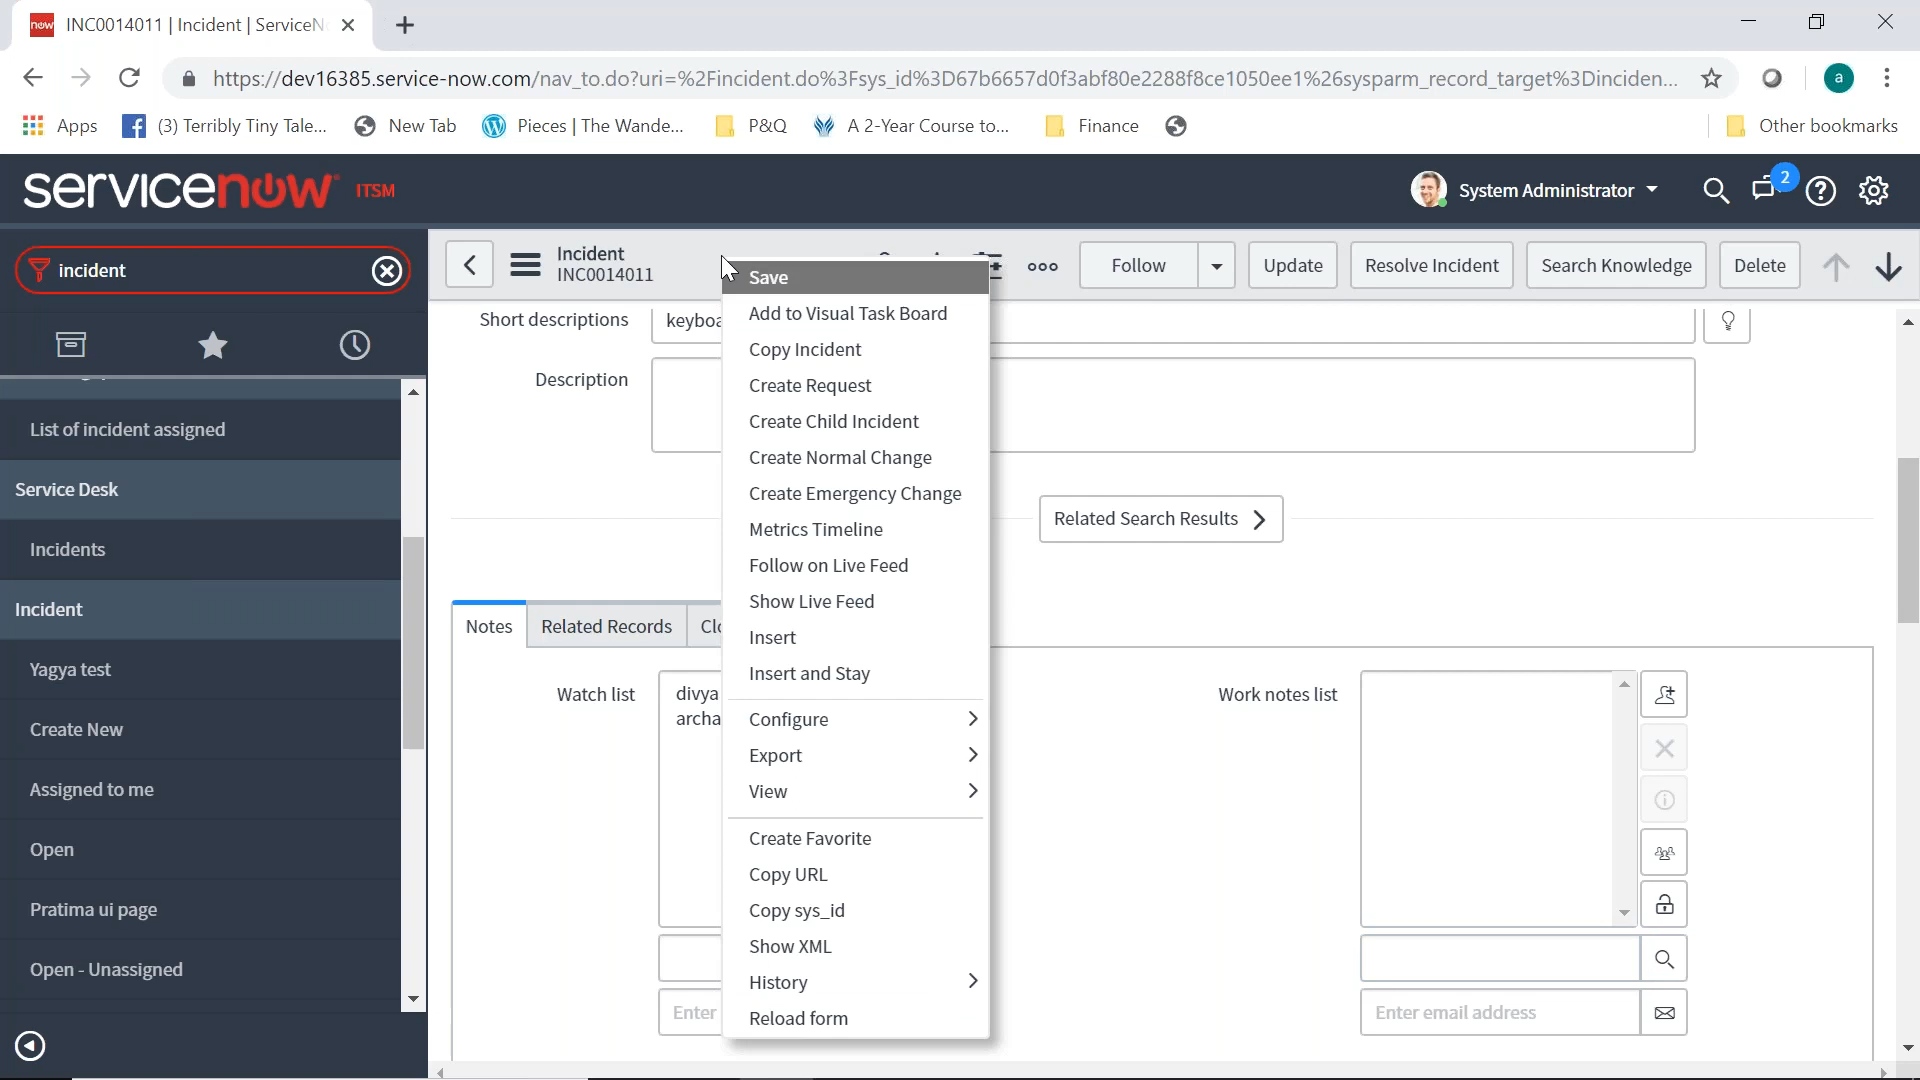 now INC0014011 | Incident | ServiceN
https://dev16385.service-now.com/nav_to.do?uri=%2Fincident.do%3Fsys_id%3D67b6657d0f3abf80e2288f8ce1050ee1%26sysparm_record_target%3Dinciden...
a
Apps
(3) Terribly Tiny Tale...
New Tab
Pieces | The Wande...
P&Q
A 2-Year Course to...
Finance
Other bookmarks
servicenow ITSM
System Administrator
2
incident
List of incident assigned
Service Desk
Incidents
Incident
Yagya test
Create New
Assigned to me
Open
Pratima ui page
Open - Unassigned
Incident
INC0014011
Follow
Update
Resolve Incident
Search Knowledge
Delete
Short descriptions
keyboa
Description
Related Search Results
Notes
Related Records
Clo
Watch list
divya
archa
Enter
Work notes list
Enter email address
Save
Add to Visual Task Board
Copy Incident
Create Request
Create Child Incident
Create Normal Change
Create Emergency Change
Metrics Timeline
Follow on Live Feed
Show Live Feed
Insert
Insert and Stay
Configure
Export
View
Create Favorite
Copy URL
Copy sys_id
Show XML
History
Reload form